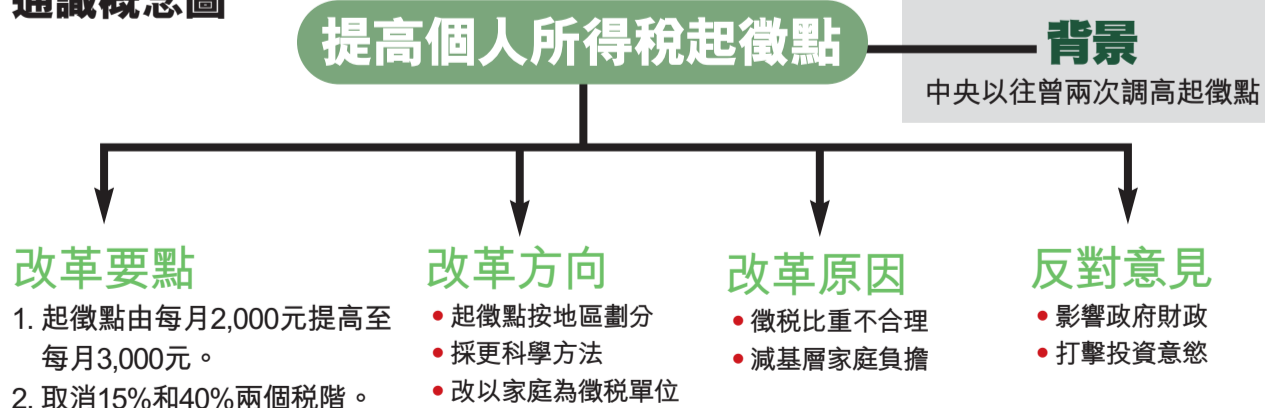 通識概念圖
提高個人所得稅起徵點
背景
中央以往曾兩次調高起徵點
改革要點
1. 起徵點由每月2,000元提高至
每月3,000元。
2. 取消15%和40%兩個稅階。
改革方向
• 起徵點按地區劃分
• 採更科學方法
• 改以家庭為徵稅單位
改革原因
• 徵稅比重不合理
• 減基層家庭負擔
反對意見
• 影響政府財政
• 打擊投資意慾